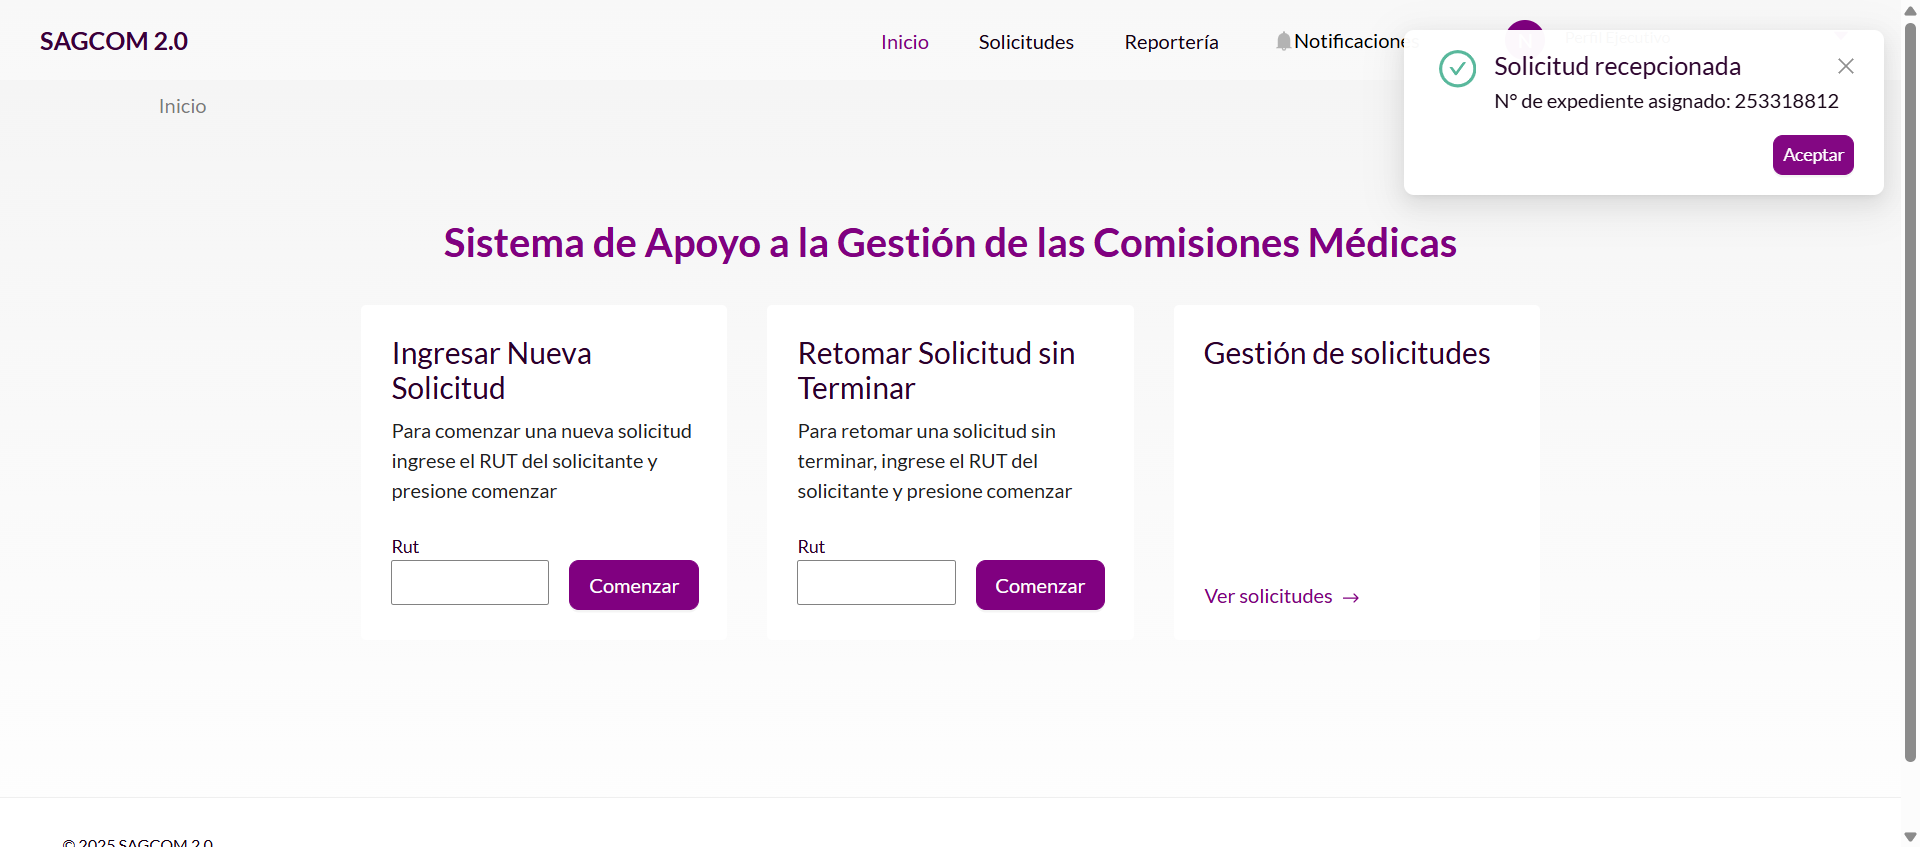 SAGCOM 2.0
Inicio
Solicitudes
Reportería
Notificaciones
Perfil Ejecutivo
Inicio
Solicitud recepcionada
N° de expediente asignado: 253318812
Aceptar
Sistema de Apoyo a la Gestión de las Comisiones Médicas
Ingresar Nueva
Solicitud
Para comenzar una nueva solicitud
ingrese el RUT del solicitante y
presione comenzar
Rut
Comenzar
Retomar Solicitud sin
Terminar
Para retomar una solicitud sin
terminar, ingrese el RUT del
solicitante y presione comenzar
Rut
Comenzar
Gestión de solicitudes
Ver solicitudes →
© 2025 SAGCOM 2.0